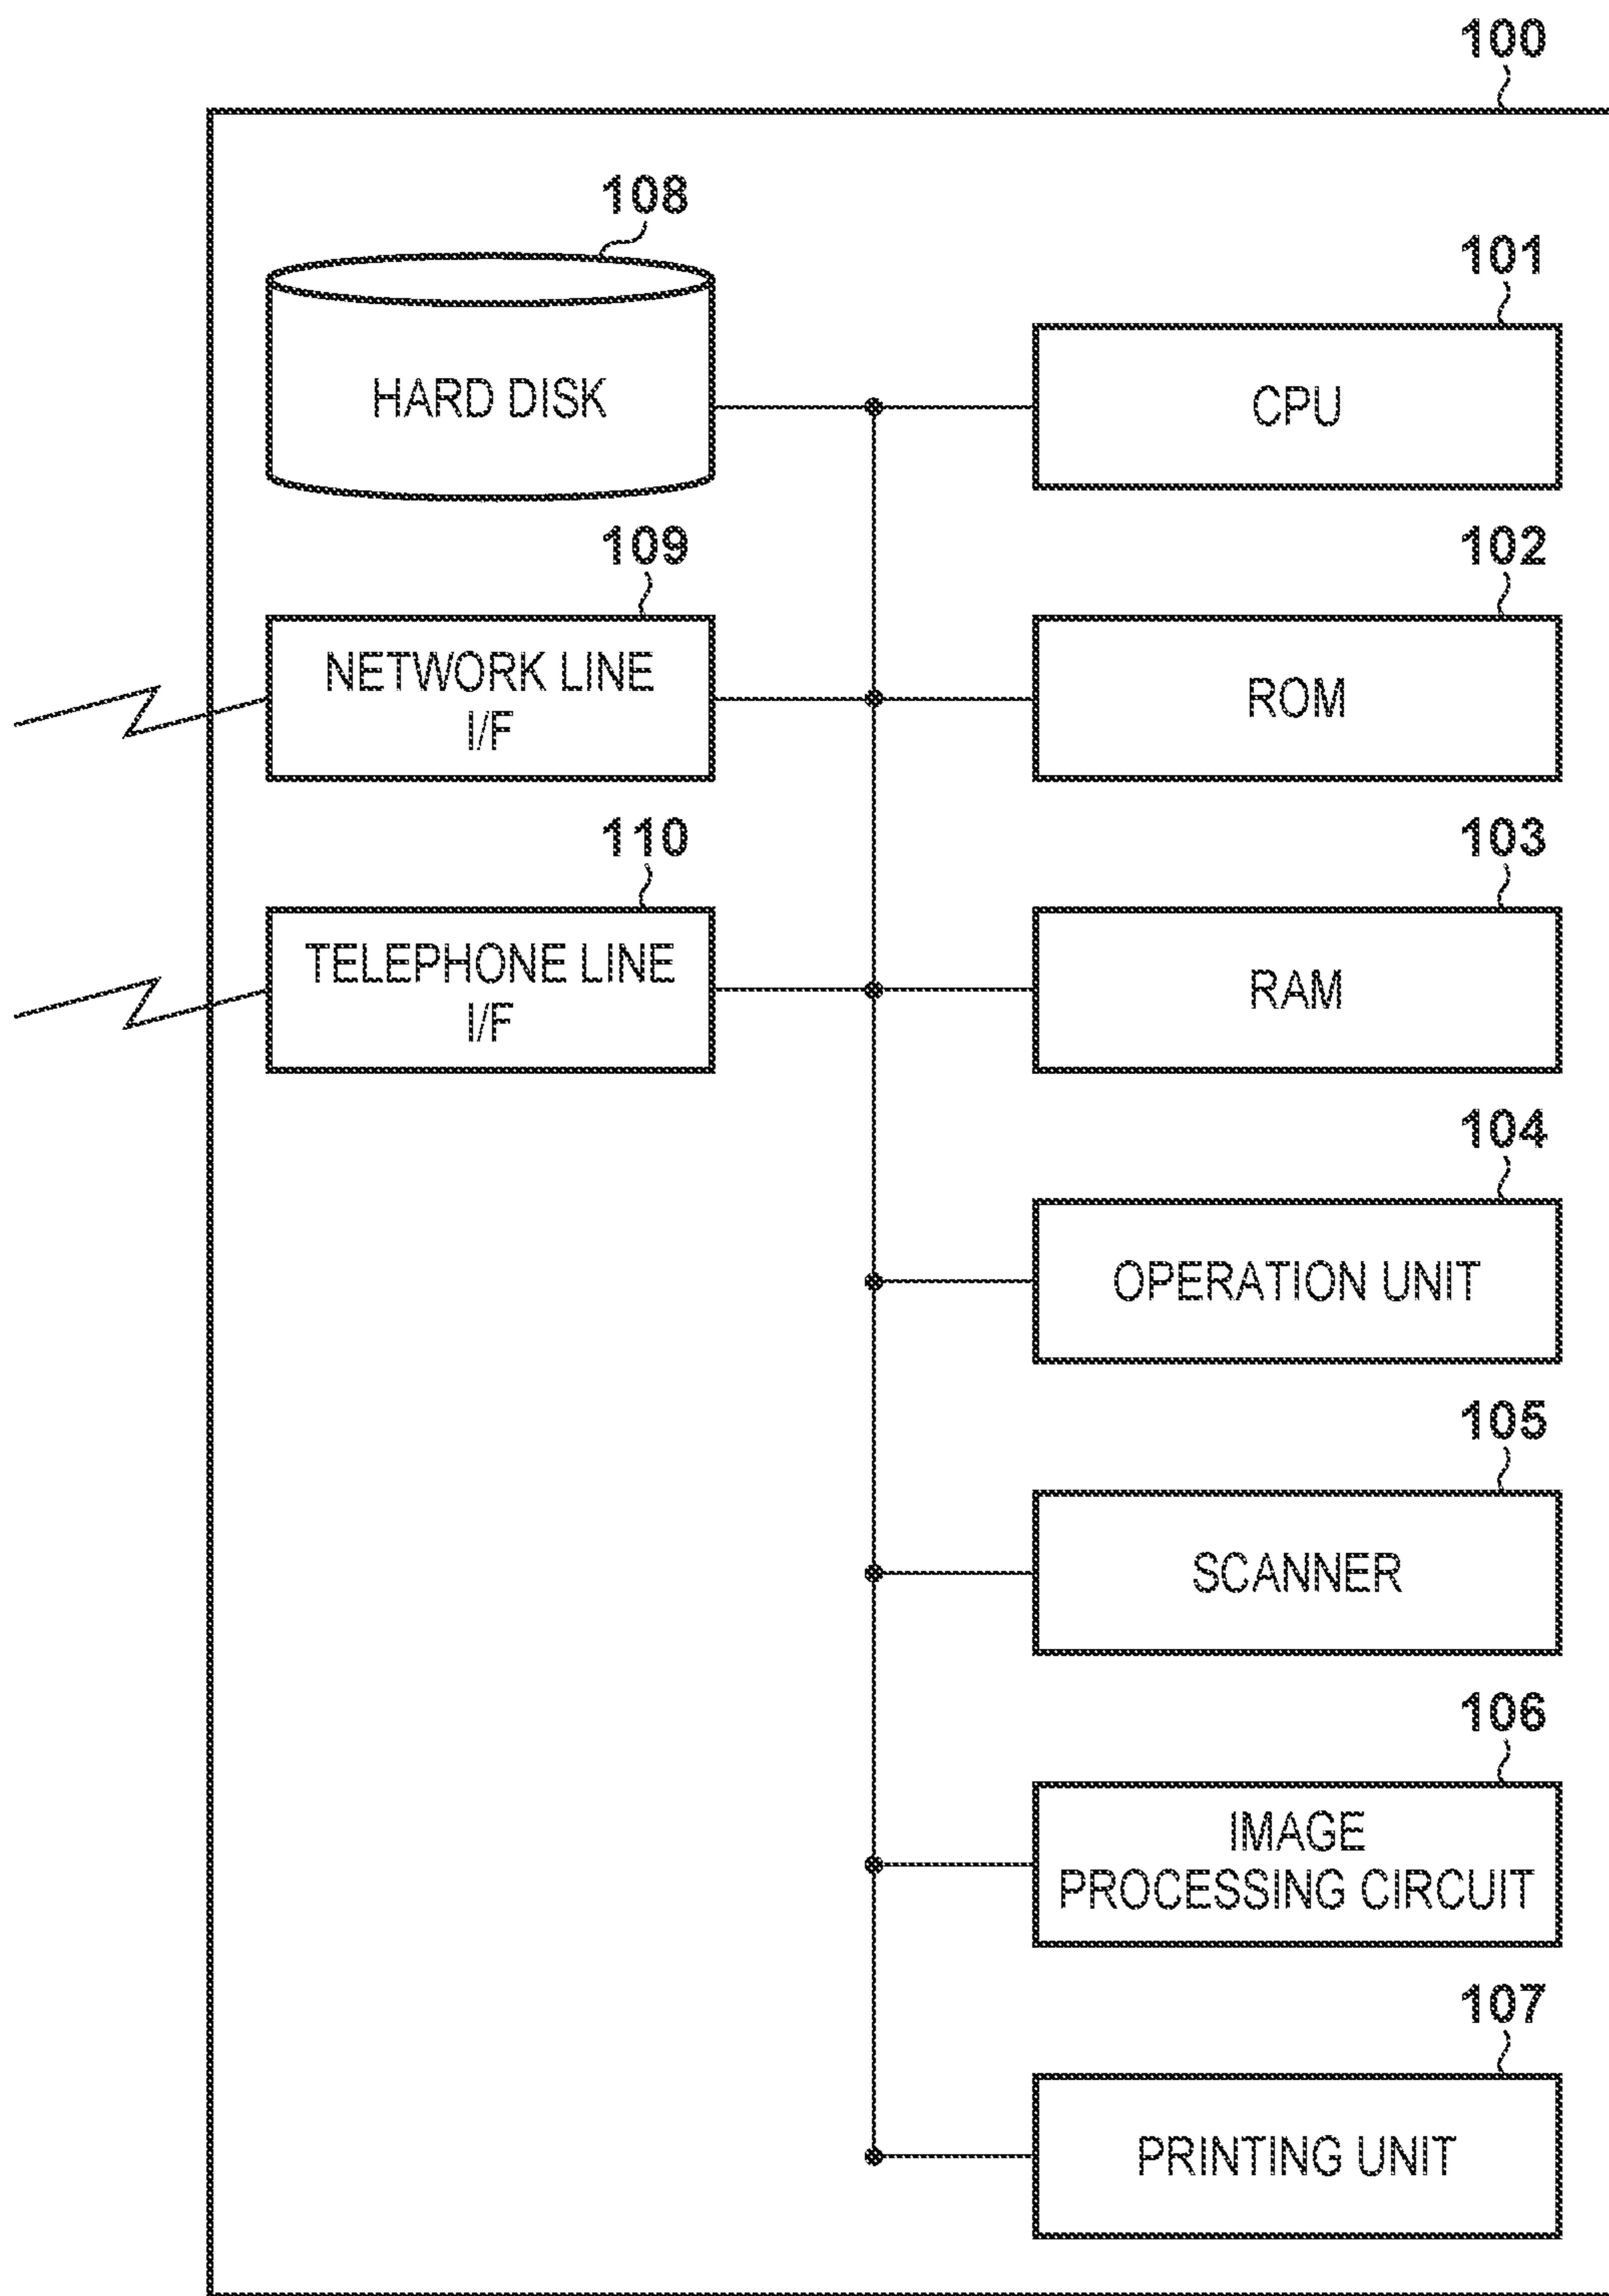 100
108
HARD DISK
101
CPU
109
NETWORK LINE
I/F
102
ROM
110
TELEPHONE LINE
I/F
103
RAM
104
OPERATION UNIT
105
SCANNER
106
IMAGE
PROCESSING CIRCUIT
107
PRINTING UNIT